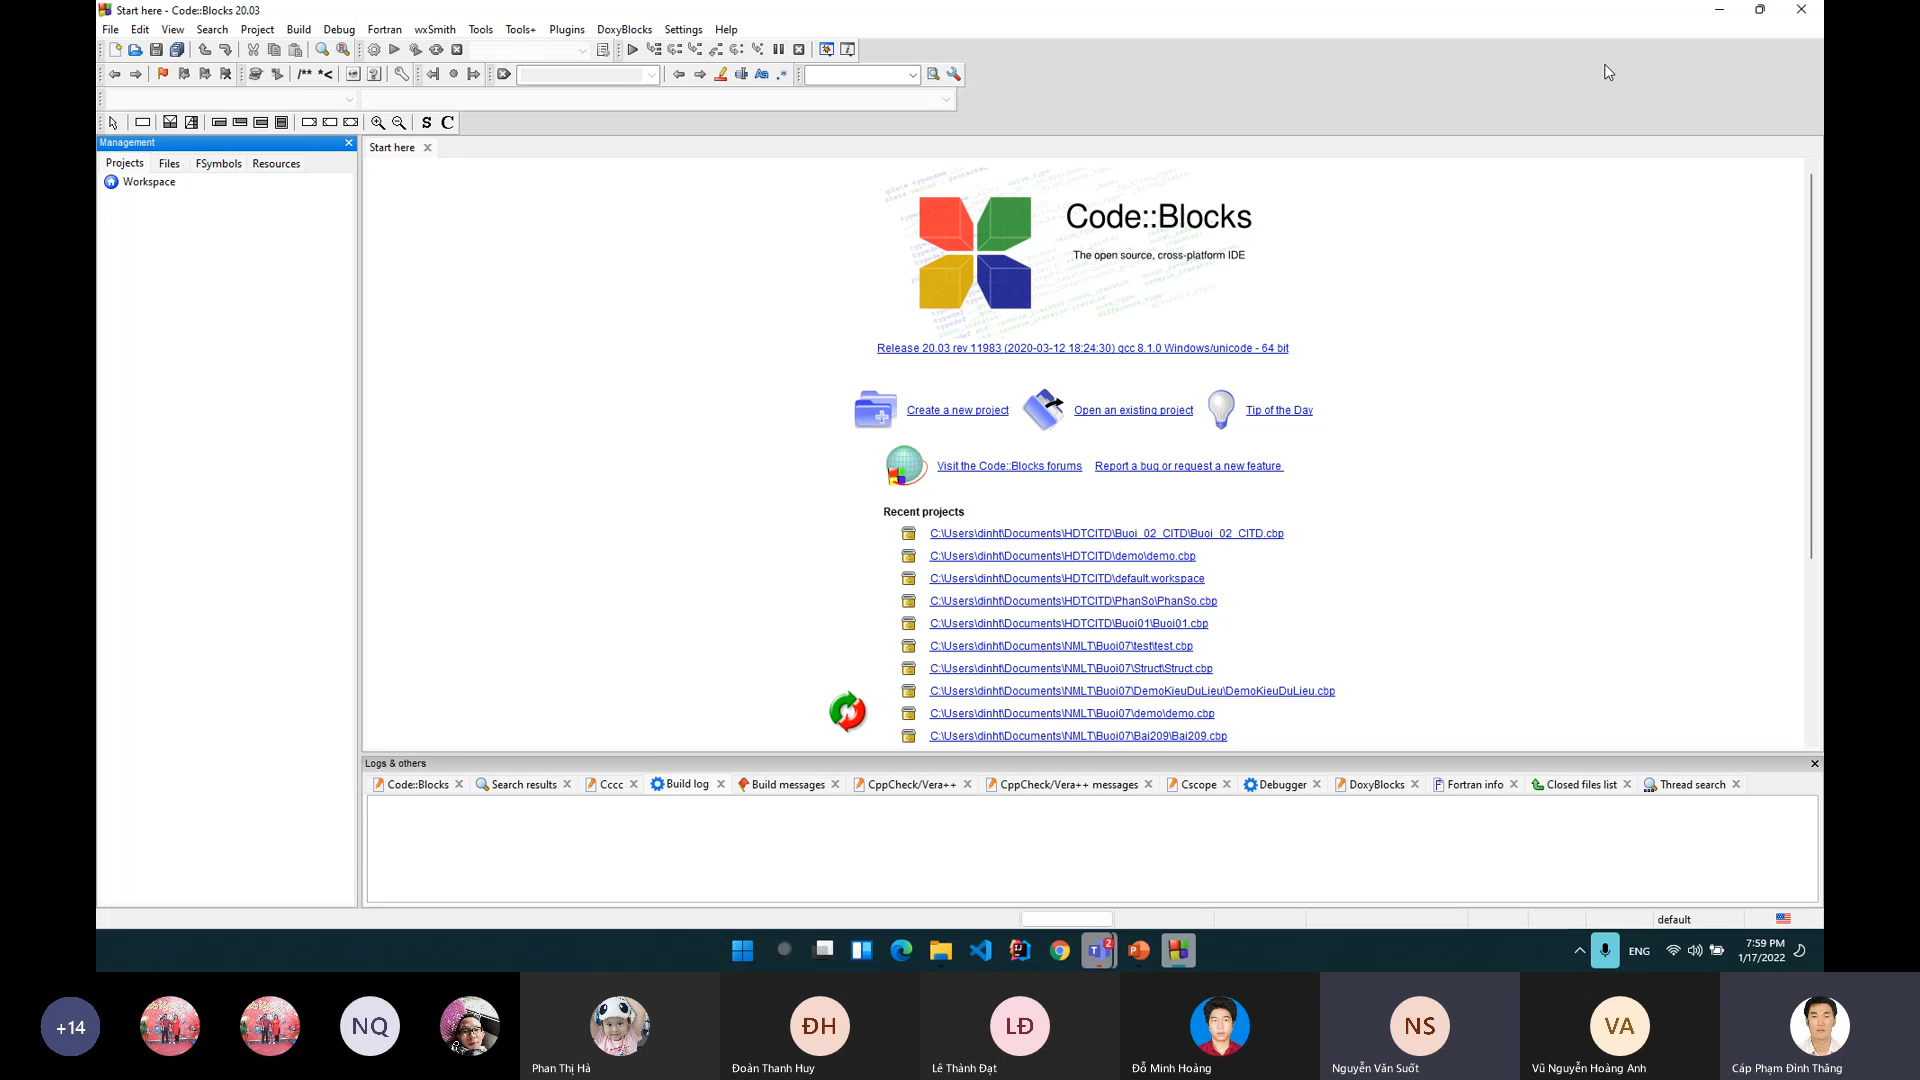 Start here - Code::Blocks 20.03
File Edit View Search Project Build Debug Fortran wxSmith Tools Tools+ Plugins DoxyBlocks Settings Help
/** *< Aa .*
S C
Management
Start here
Projects Files FSymbols Resources
Workspace
Code::Blocks
The open source, cross-platform IDE
Release 20.03 rev 11983 (2020-03-12 18:24:30) gcc 8.1.0 Windows/unicode - 64 bit
Create a new project Open an existing project Tip of the Day
Visit the Code::Blocks forums Report a bug or request a new feature
Recent projects
C:\Users\dinht\Documents\HDTCITD\Buoi_02_CITD\Buoi_02_CITD.cbp
C:\Users\dinht\Documents\HDTCITD\demo\demo.cbp
C:\Users\dinht\Documents\HDTCITD\default.workspace
C:\Users\dinht\Documents\HDTCITD\PhanSo\PhanSo.cbp
C:\Users\dinht\Documents\HDTCITD\Buoi01\Buoi01.cbp
C:\Users\dinht\Documents\NMLT\Buoi07\test\test.cbp
C:\Users\dinht\Documents\NMLT\Buoi07\Struct\Struct.cbp
C:\Users\dinht\Documents\NMLT\Buoi07\DemoKieuDuLieu\DemoKieuDuLieu.cbp
C:\Users\dinht\Documents\NMLT\Buoi07\demo\demo.cbp
C:\Users\dinht\Documents\NMLT\Buoi07\Bai209\Bai209.cbp
Logs & others
Code::Blocks Search results Cccc Build log Build messages CppCheck/Vera++ CppCheck/Vera++ messages Cscope Debugger DoxyBlocks Fortran info Closed files list Thread search
default
2
ENG
7:59 PM
1/17/2022
+14 NQ ĐH LĐ NS VA
Phan Thị Hà Đoàn Thanh Huy Lê Thành Đạt Đỗ Minh Hoàng Nguyễn Văn Suốt Vũ Nguyễn Hoàng Anh Cáp Phạm Đình Thăng